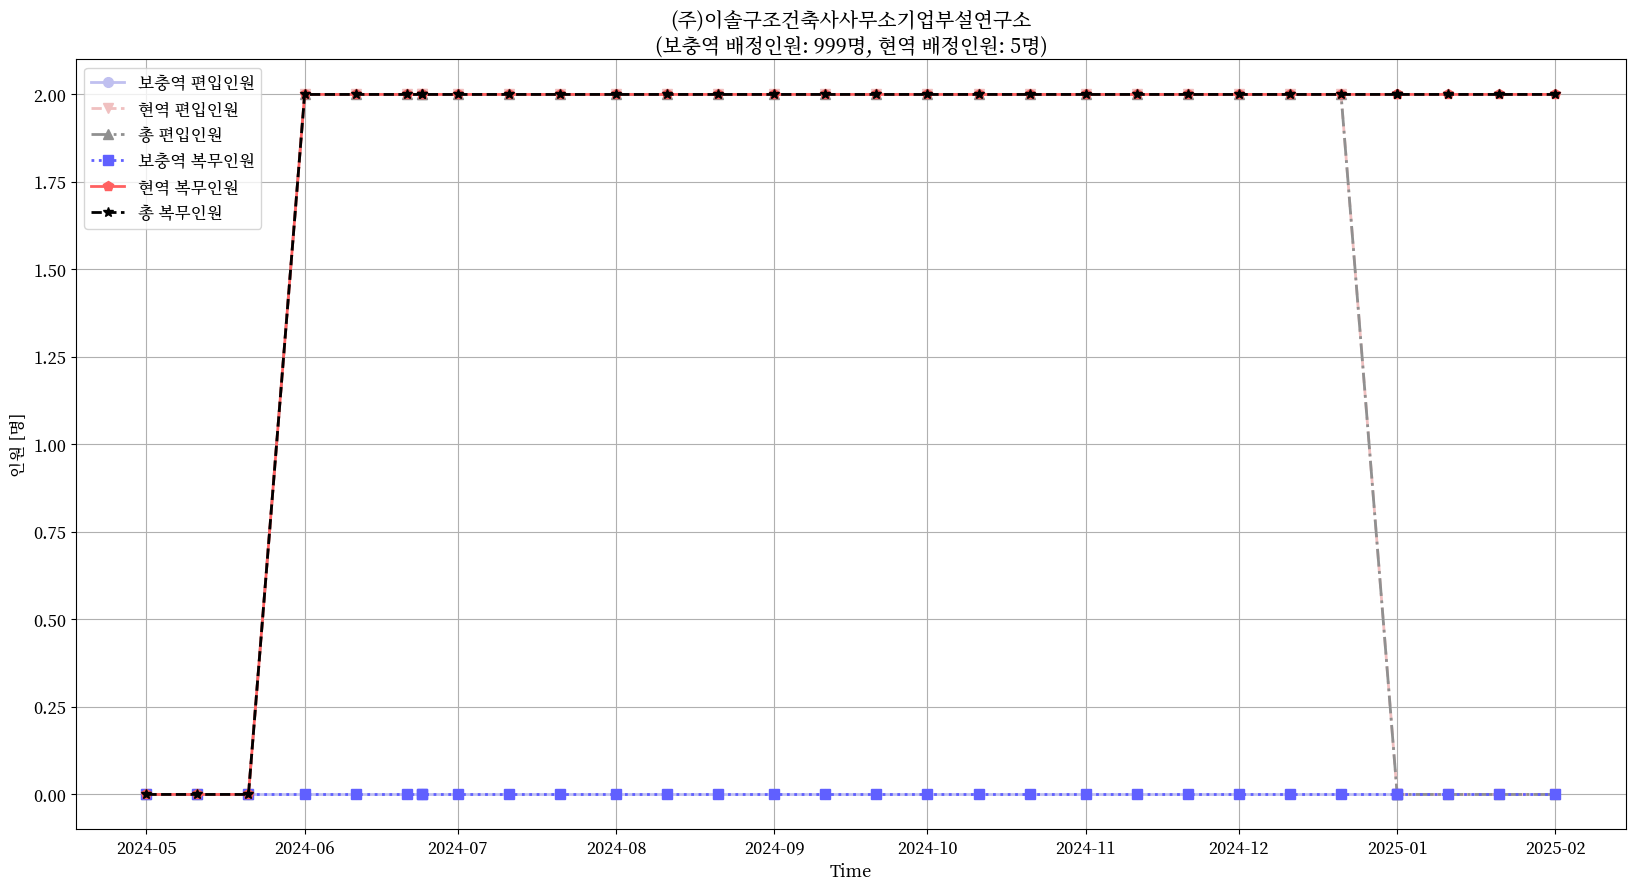 (주)이솔구조건축사사무소기업부설연구소
(보충역 배정인원: 999명, 현역 배정인원: 5명)
보충역 편입인원
현역 편입인원
총 편입인원
보충역 복무인원
현역 복무인원
총 복무인원
2.00
1.75
1.50
1.25
1.00
0.75
0.50
0.25
0.00
인원 [명]
2024-05 2024-06 2024-07 2024-08 2024-09 2024-10 2024-11 2024-12 2025-01 2025-02
Time